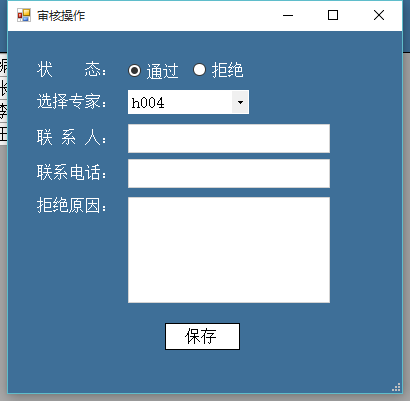 审核操作
状 态： 通过 拒绝
选择专家： h004
联 系 人：
联系电话：
拒绝原因：
保存